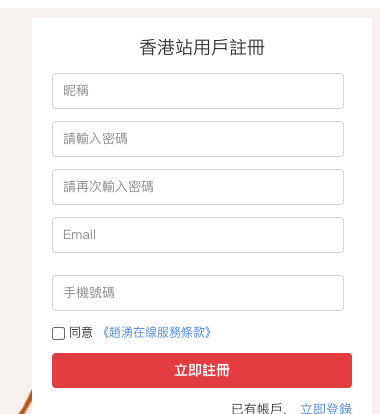 香港站用戶註冊
昵稱
請輸入密碼
請再次輸入密碼
Email
手機號碼
同意 《趙湧在線服務條款》
立即註冊
已有帳戶， 立即登錄